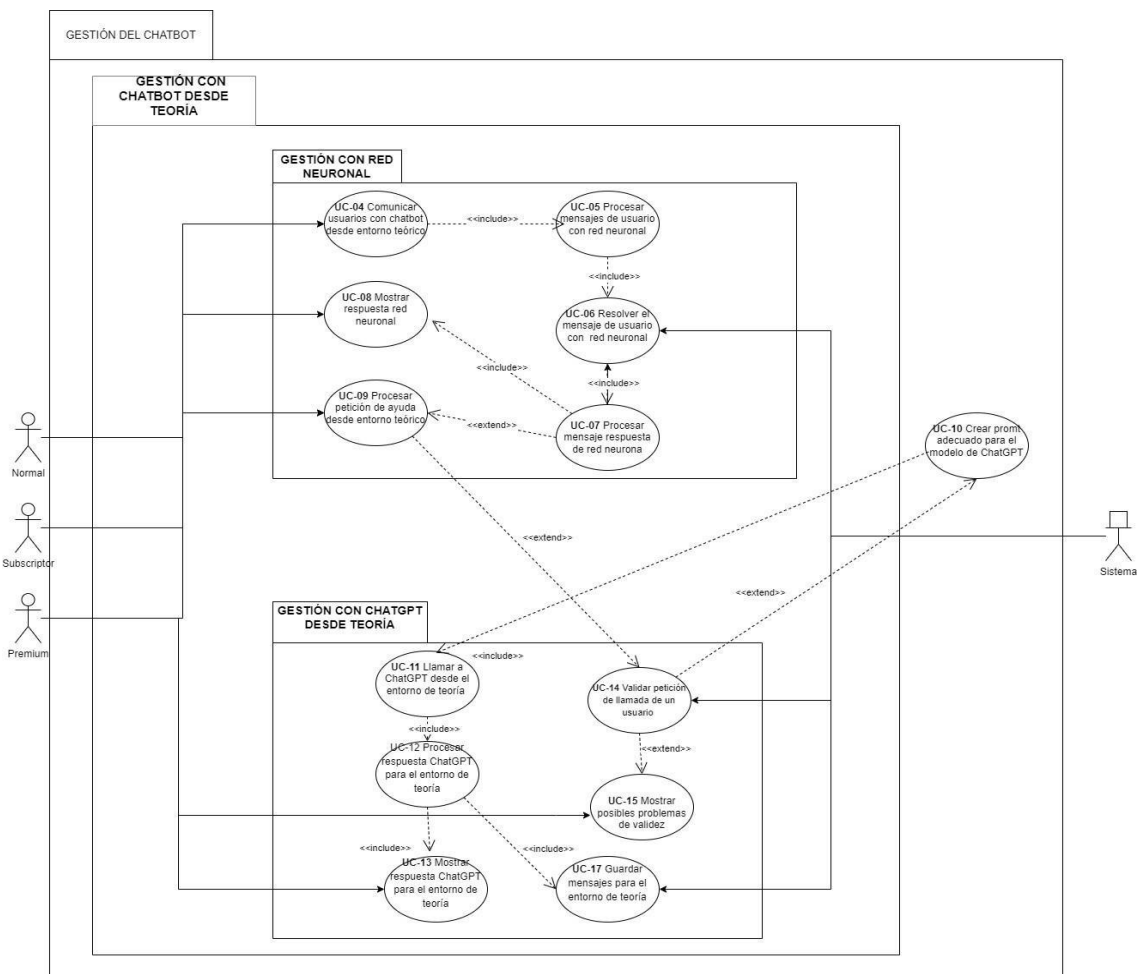 GESTIÓN DEL CHATBOT
GESTIÓN CON
CHATBOT DESDE
TEORÍA
GESTIÓN CON RED
NEURONAL
UC-04 Comunicar
usuarios con chatbot
desde entorno teórico
<<include>>
UC-05 Procesar
mensajes de usuario
con red neuronal
<<include>>
UC-08 Mostrar
respuesta red
neuronal
UC-06 Resolver el
mensaje de usuario
con red neuronal
<<include>>
<<include>>
UC-09 Procesar
petición de ayuda
desde entorno teórico
<<extend>>
UC-07 Procesar
mensaje respuesta
de red neurona
UC-10 Crear promt
adecuado para el
modelo de ChatGPT
Normal
Subscriptor
Premium
Sistema
<<extend>>
<<extend>>
GESTIÓN CON CHATGPT
DESDE TEORÍA
<<include>>
UC-11 Llamar a
ChatGPT desde el
entorno de teoría
UC-14 Validar petición
de llamada de un
usuario
<<include>>
<<extend>>
UC-12 Procesar
respuesta ChatGPT
para el entorno de
teoría
UC-15 Mostrar
posibles problemas
de validez
<<include>>
<<include>>
UC-13 Mostrar
respuesta ChatGPT
para el entorno de
teoría
UC-17 Guardar
mensajes para el
entorno de teoría